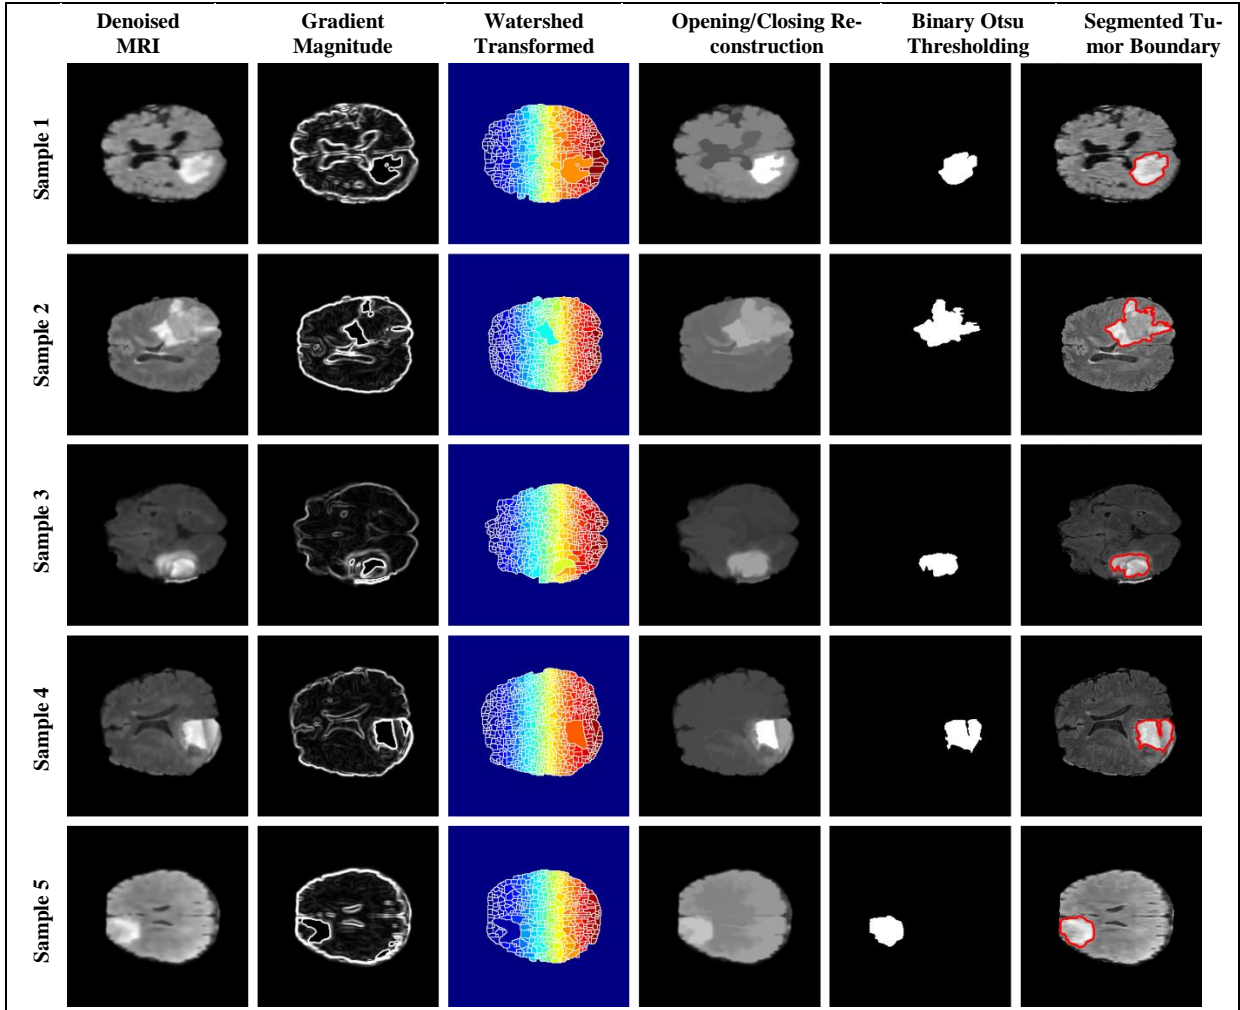 Denoised MRI
Gradient Magnitude
Watershed Transformed
Opening/Closing Re-construction
Binary Otsu Thresholding
Segmented Tu-mor Boundary
Sample 1
Sample 2
Sample 3
Sample 4
Sample 5